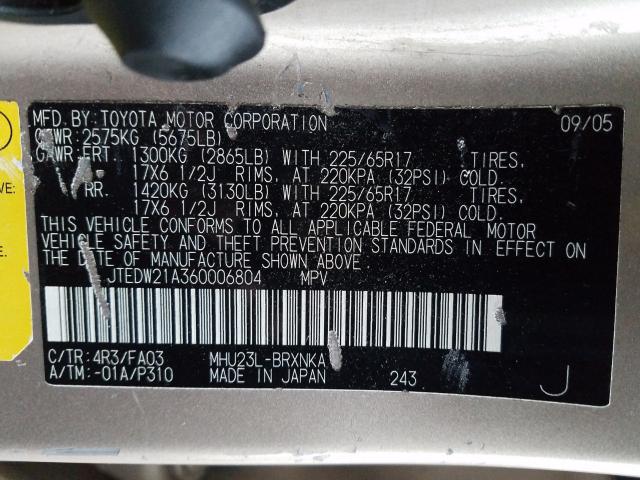 MFD. BY: TOYOTA MOTOR CORPORATION 09/05
GVWR: 2575KG (5675LB)
GAWR: FRT. 1300KG (2865LB) WITH 225/65R17 TIRES,
17X6 1/2J RIMS, AT 220KPA (32PSI) COLD.
RR. 1420KG (3130LB) WITH 225/65R17 TIRES,
17X6 1/2J RIMS, AT 220KPA (32PSI) COLD.
THIS VEHICLE CONFORMS TO ALL APPLICABLE FEDERAL MOTOR
VEHICLE SAFETY AND THEFT PREVENTION STANDARDS IN EFFECT ON
THE DATE OF MANUFACTURE SHOWN ABOVE.
JTEDW21A360006804 MPV
C/TR: 4R3/FA03 MHU23L-BRXNKA
A/TM: -01A/P310 MADE IN JAPAN 243 J
VE:
E.